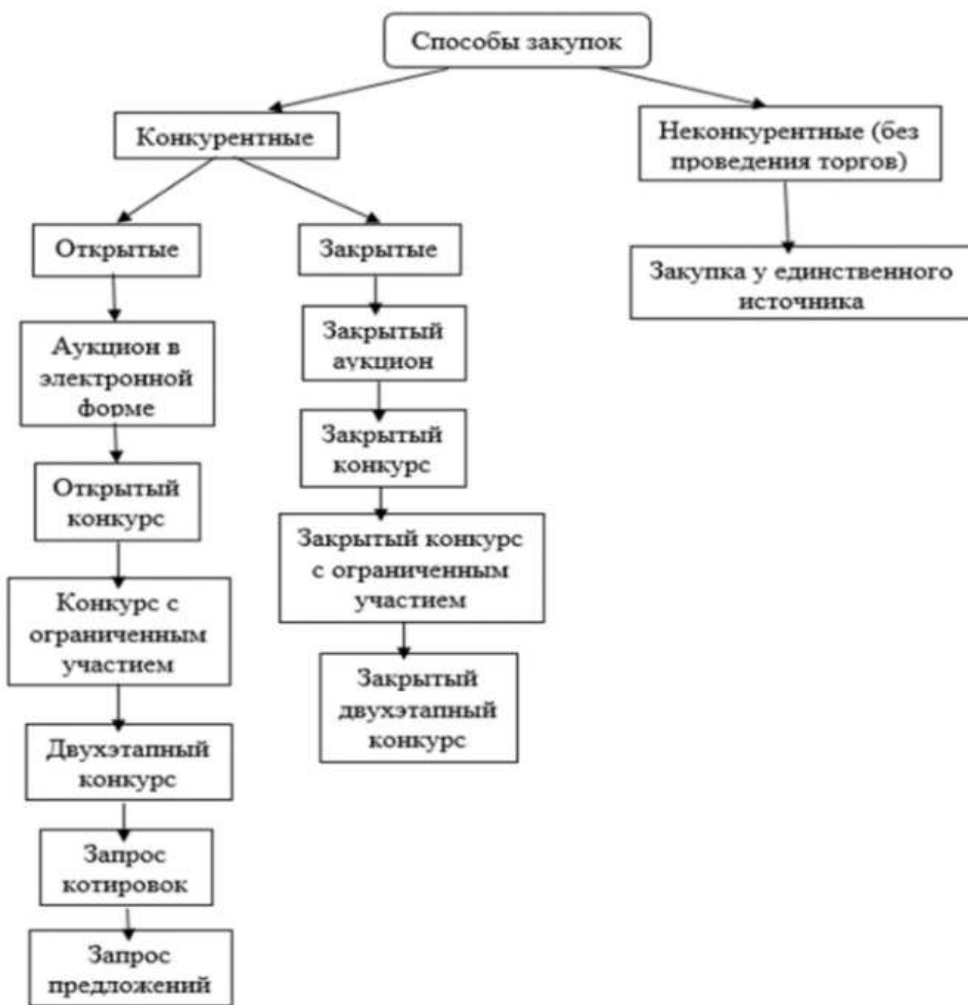 Способы закупок
Конкурентные
Неконкурентные (без
проведения торгов)
Открытые
Закрытые
Закупка у единственного
источника
Аукцион в
электронной
форме
Закрытый
аукцион
Открытый
конкурс
Закрытый
конкурс
Конкурс с
ограниченным
участием
Закрытый конкурс
с ограниченным
участием
Двухэтапный
конкурс
Закрытый
двухэтапный
конкурс
Запрос
котировок
Запрос
предложений